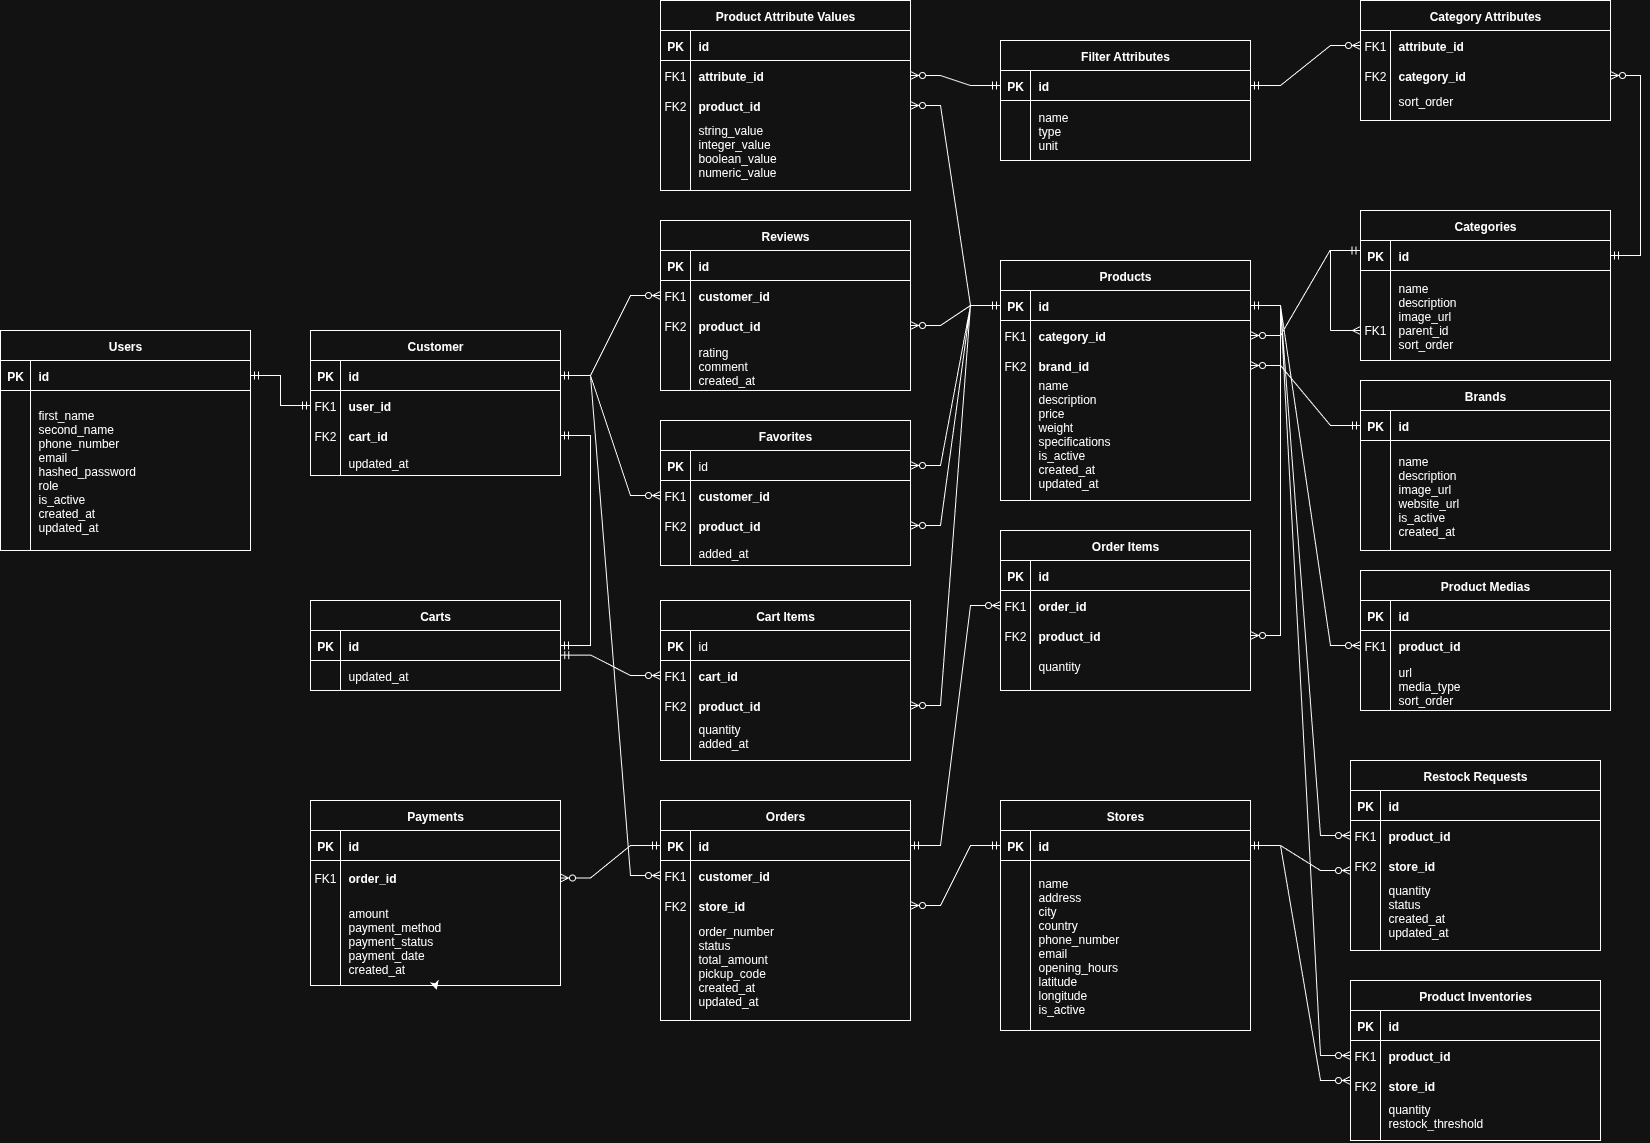 Product Attribute Values
PK id
FK1 attribute_id
FK2 product_id
string_value
integer_value
boolean_value
numeric_value
Filter Attributes
PK id
name
type
unit
Category Attributes
FK1 attribute_id
FK2 category_id
sort_order
Reviews
PK id
FK1 customer_id
FK2 product_id
rating
comment
created_at
Products
PK id
FK1 category_id
FK2 brand_id
name
description
price
weight
specifications
is_active
created_at
updated_at
Categories
PK id
name
description
image_url
FK1 parent_id
sort_order
Users
PK id
first_name
second_name
phone_number
email
hashed_password
role
is_active
created_at
updated_at
Customer
PK id
FK1 user_id
FK2 cart_id
updated_at
Favorites
PK id
FK1 customer_id
FK2 product_id
added_at
Brands
PK id
name
description
image_url
website_url
is_active
created_at
Order Items
PK id
FK1 order_id
FK2 product_id
quantity
Product Medias
PK id
FK1 product_id
url
media_type
sort_order
Carts
PK id
updated_at
Cart Items
PK id
FK1 cart_id
FK2 product_id
quantity
added_at
Payments
PK id
FK1 order_id
amount
payment_method
payment_status
payment_date
created_at
Orders
PK id
FK1 customer_id
FK2 store_id
order_number
status
total_amount
pickup_code
created_at
updated_at
Stores
PK id
name
address
city
country
phone_number
email
opening_hours
latitude
longitude
is_active
Restock Requests
PK id
FK1 product_id
FK2 store_id
quantity
status
created_at
updated_at
Product Inventories
PK id
FK1 product_id
FK2 store_id
quantity
restock_threshold